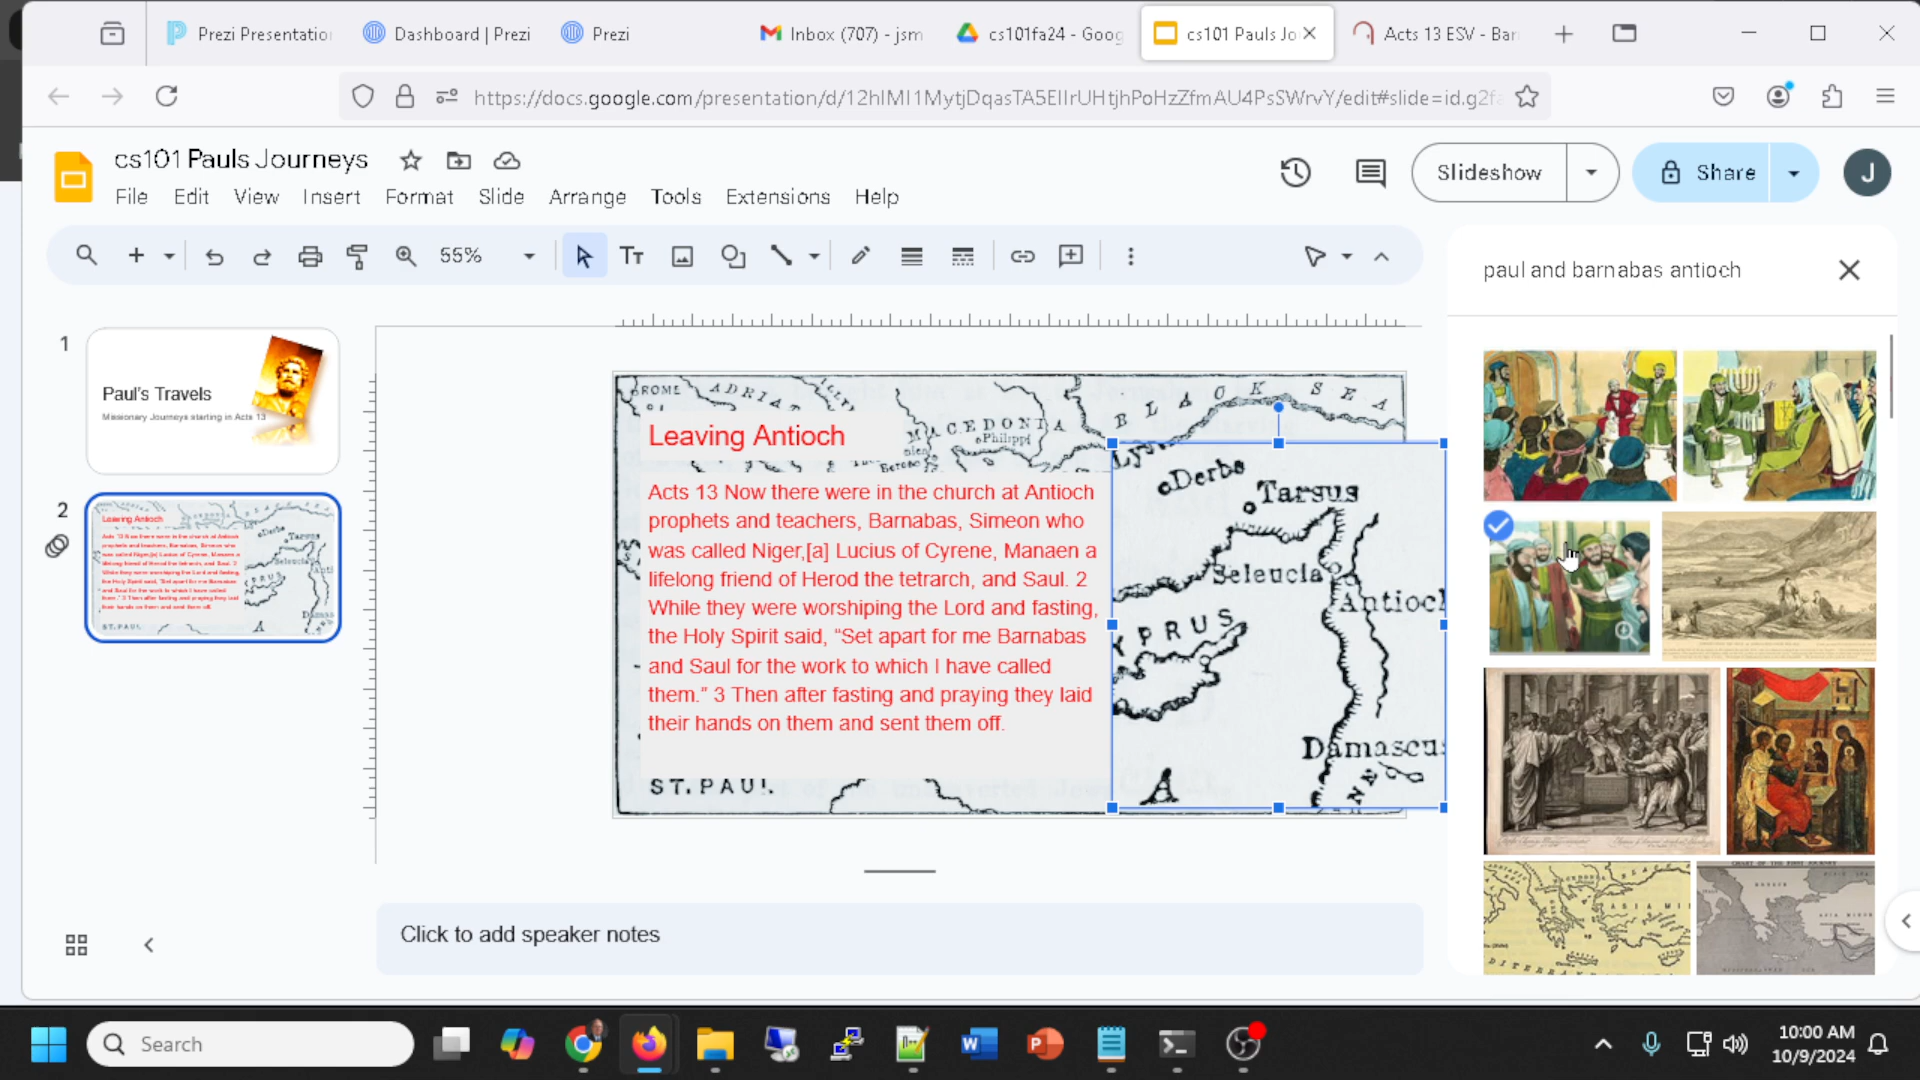 Prezi Presentation
Dashboard | Prezi
Prezi
Inbox (707) - jsm
cs101fa24 - Goog
cs101 Pauls Jo
Acts 13 ESV - Bar
https://docs.google.com/presentation/d/12hIMI1MytjDqasTA5EIIrUHtjhPoHzZfmAU4PsSWrvY/edit#slide=id.g2fa
cs101 Pauls Journeys
File Edit View Insert Format Slide Arrange Tools Extensions Help
Slideshow
Share
J
55%
paul and barnabas antioch
1
Paul's Travels
Missionary Journeys starting in Acts 13
2
ROME
ADRIA
MACEDONIA
Philippi
BLACK SEA
Leaving Antioch
Acts 13 Now there were in the church at Antioch
prophets and teachers, Barnabas, Simeon who
was called Niger,[a] Lucius of Cyrene, Manaen a
lifelong friend of Herod the tetrarch, and Saul. 2
While they were worshiping the Lord and fasting,
the Holy Spirit said, “Set apart for me Barnabas
and Saul for the work to which I have called
them.” 3 Then after fasting and praying they laid
their hands on them and sent them off.
ST. PAUL.
Lys
Derbe
Tarsus
Seleucia
Antioch
YPRUS
Damascus
A
Click to add speaker notes
Search
10:00 AM
10/9/2024